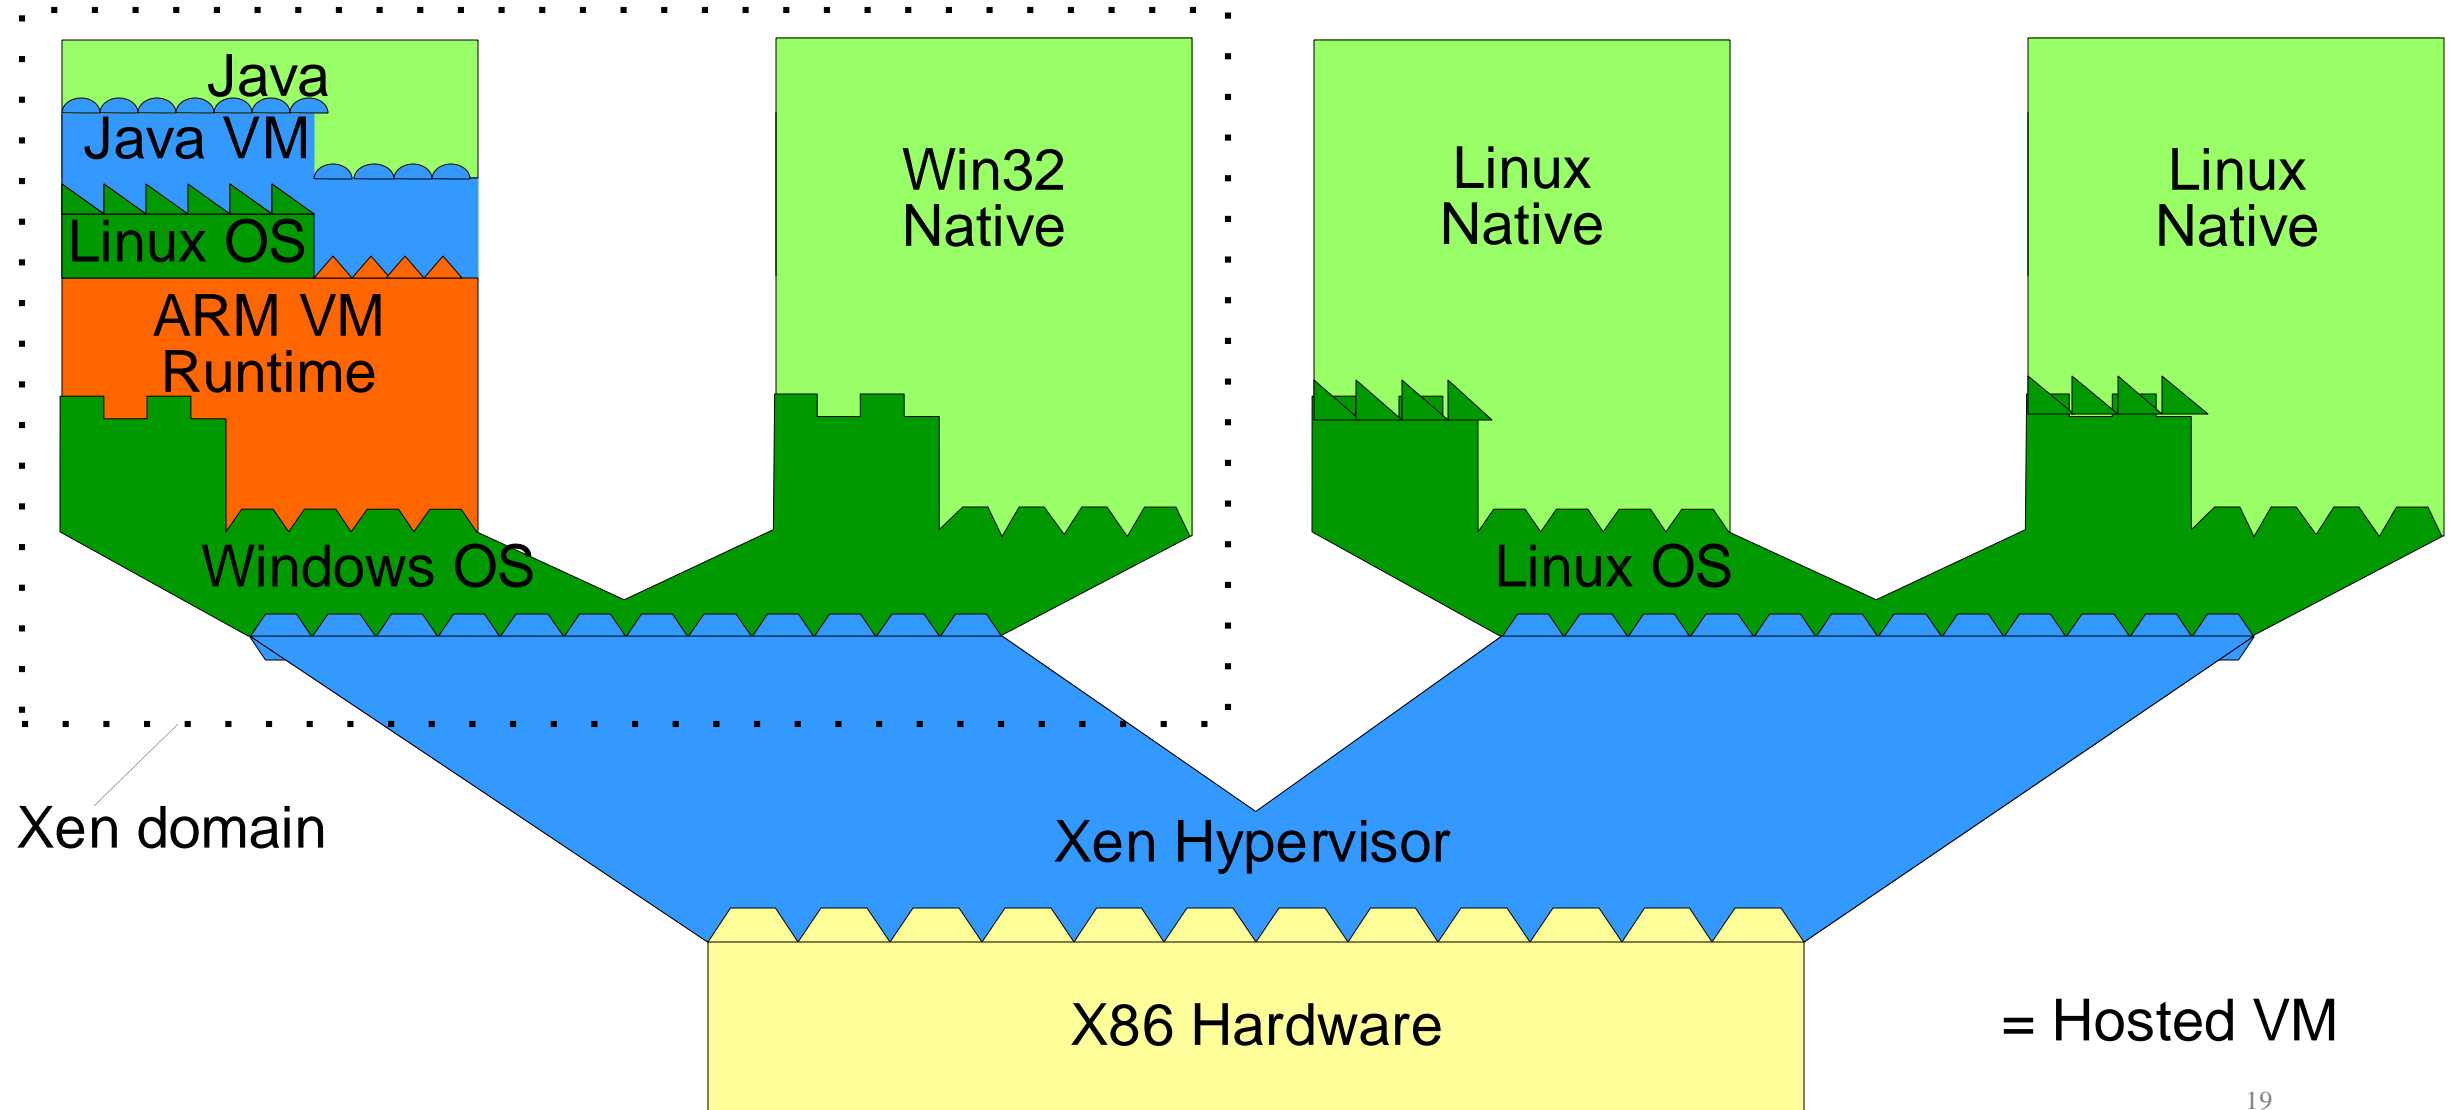 Java
Java VM
Linux OS
ARM VM
Runtime
Windows OS
Win32
Native
Linux
Native
Linux OS
Linux
Native
Xen domain
Xen Hypervisor
X86 Hardware
= Hosted VM
19